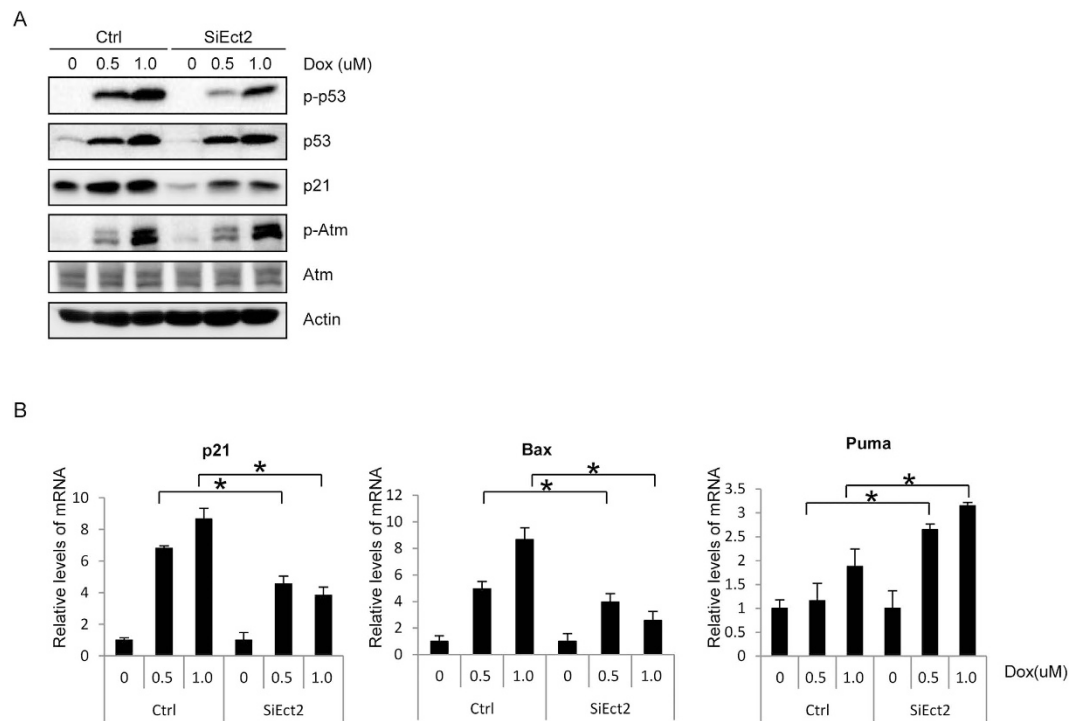 A
Ctrl SiEct2
0 0.5 1.0 0 0.5 1.0 Dox (uM)
p-p53
p53
p21
p-Atm
Atm
Actin
B
p21
Relative levels of mRNA
10
8
6
4
2
0
* *
0 0.5 1.0 0 0.5 1.0
Ctrl SiEct2
Bax
Relative levels of mRNA
12
10
8
6
4
2
0
* *
0 0.5 1.0 0 0.5 1.0
Ctrl SiEct2
Puma
Relative levels of mRNA
3.5
3
2.5
2
1.5
1
0.5
0
* *
0 0.5 1.0 0 0.5 1.0
Ctrl SiEct2
Dox(uM)